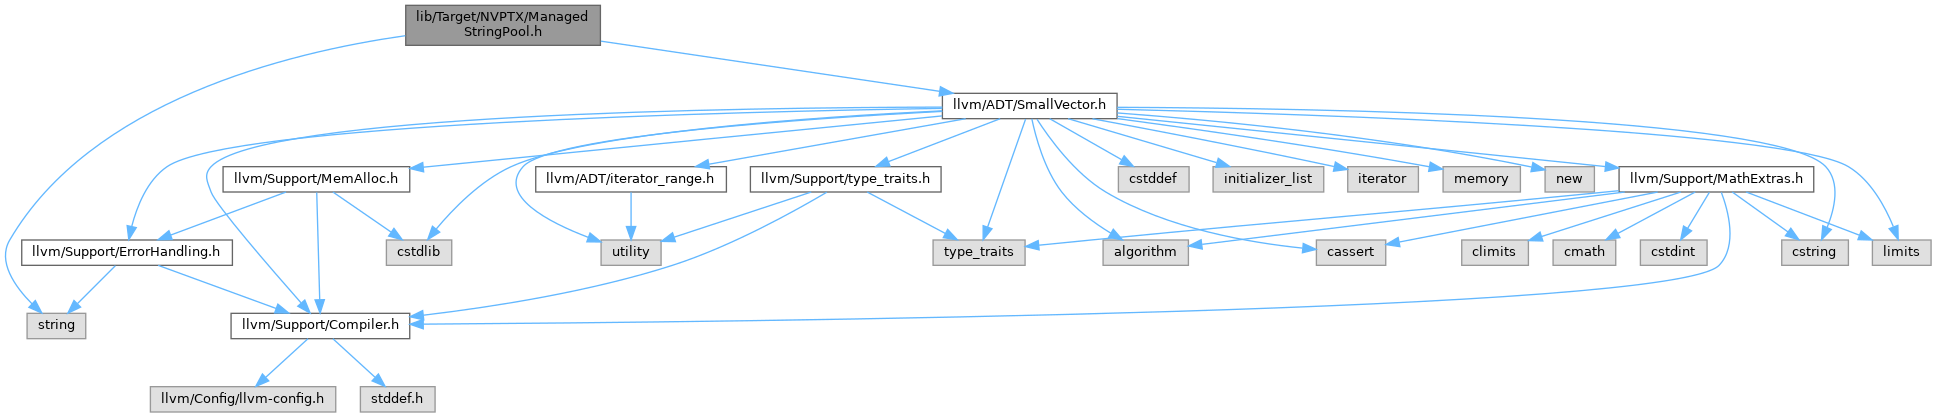 lib/Target/NVPTX/Managed
StringPool.h
llvm/ADT/SmallVector.h
llvm/Support/MemAlloc.h
llvm/ADT/iterator_range.h
llvm/Support/type_traits.h
cstddef
initializer_list
iterator
memory
new
llvm/Support/MathExtras.h
llvm/Support/ErrorHandling.h
cstdlib
utility
type_traits
algorithm
cassert
climits
cmath
cstdint
cstring
limits
string
llvm/Support/Compiler.h
llvm/Config/llvm-config.h
stddef.h